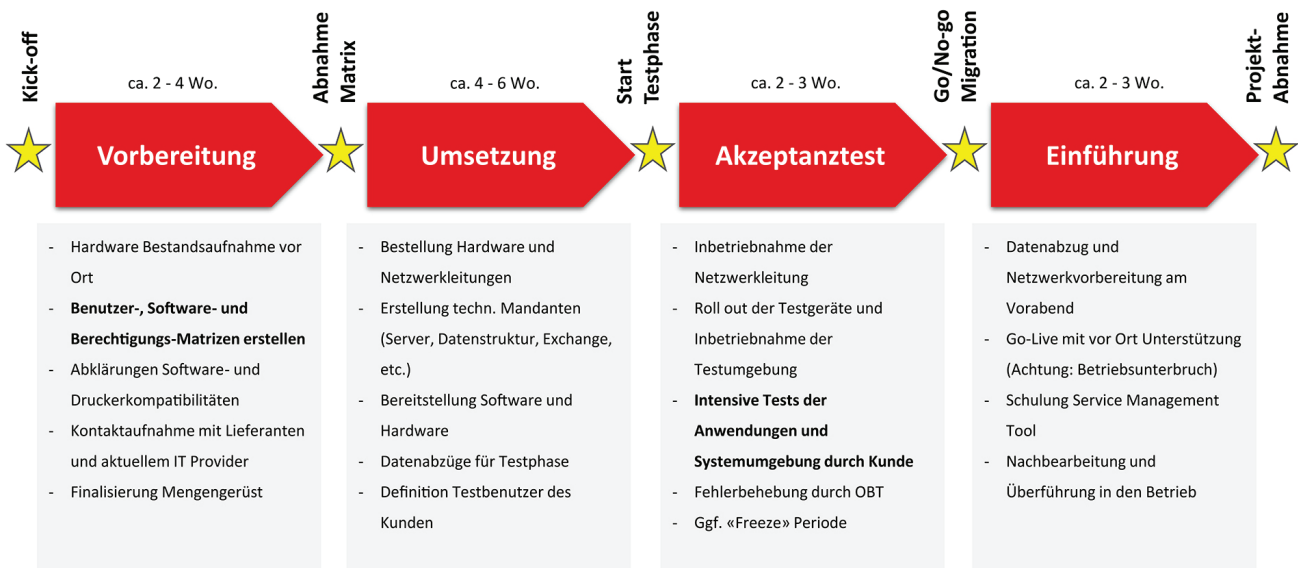 Kick-off
ca. 2 - 4 Wo.
Abnahme
Matrix
ca. 4 - 6 Wo.
Start
Testphase
ca. 2 - 3 Wo.
Go/No-go
Migration
ca. 2 - 3 Wo.
Projekt-
Abnahme
Vorbereitung
Umsetzung
Akzeptanztest
Einführung
- Hardware Bestandsaufnahme vor
Ort
- Benutzer-, Software- und
Berechtigungs-Matrizen erstellen
- Abklärungen Software- und
Druckerkompatibilitäten
- Kontaktaufnahme mit Lieferanten
und aktuellem IT Provider
- Finalisierung Mengengerüst
- Bestellung Hardware und
Netzwerkleitungen
- Erstellung techn. Mandanten
(Server, Datenstruktur, Exchange,
etc.)
- Bereitstellung Software und
Hardware
- Datenabzüge für Testphase
- Definition Testbenutzer des
Kunden
- Inbetriebnahme der
Netzwerkleitung
- Roll out der Testgeräte und
Inbetriebnahme der
Testumgebung
- Intensive Tests der
Anwendungen und
Systemumgebung durch Kunde
- Fehlerbehebung durch OBT
- Ggf. «Freeze» Periode
- Datenabzug und
Netzwerkvorbereitung am
Vorabend
- Go-Live mit vor Ort Unterstützung
(Achtung: Betriebsunterbruch)
- Schulung Service Management
Tool
- Nachbearbeitung und
Überführung in den Betrieb